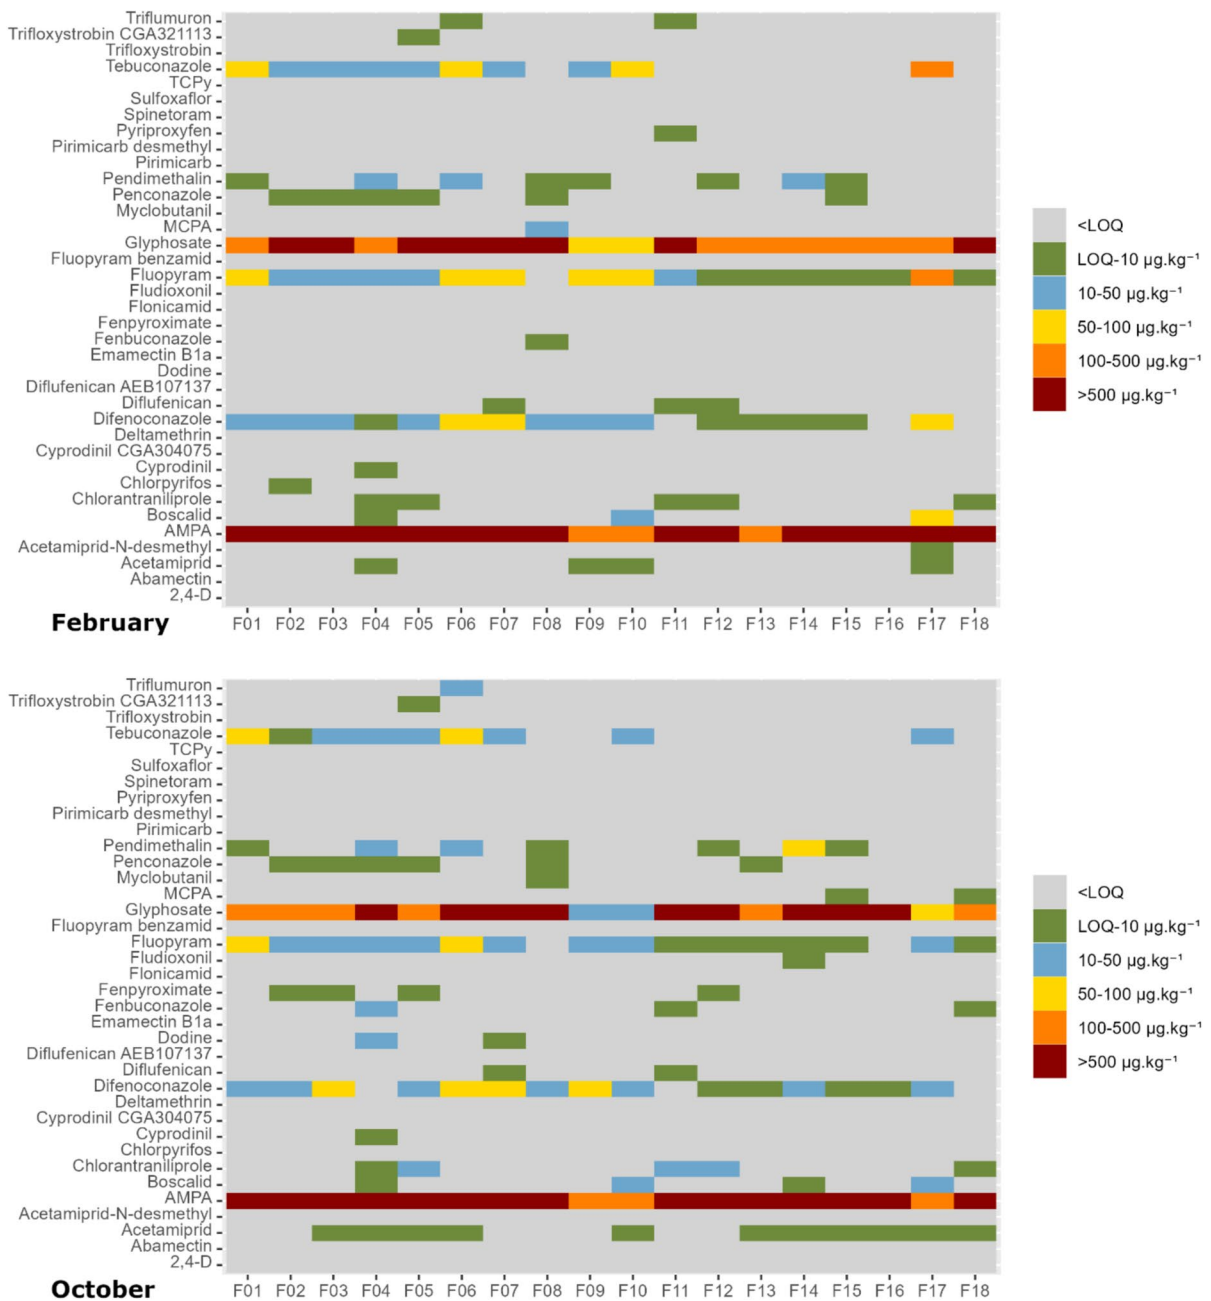 Triflumuron
Trifloxystrobin CGA321113
Trifloxystrobin
Tebuconazole
TCPy
Sulfoxaflor
Spinetoram
Pyriproxyfen
Pirimicarb desmethyl
Pirimicarb
Pendimethalin
Penconazole
Myclobutanil
MCPA
Glyphosate
Fluopyram benzamid
Fluopyram
Fludioxonil
Flonicamid
Fenpyroximate
Fenbuconazole
Emamectin B1a
Dodine
Diflufenican AEB107137
Diflufenican
Difenoconazole
Deltamethrin
Cyprodinil CGA304075
Cyprodinil
Chlorpyrifos
Chlorantraniliprole
Boscalid
AMPA
Acetamiprid-N-desmethyl
Acetamiprid
Abamectin
2,4-D
February
F01 F02 F03 F04 F05 F06 F07 F08 F09 F10 F11 F12 F13 F14 F15 F16 F17 F18
<LOQ
LOQ-10 µg.kg⁻¹
10-50 µg.kg⁻¹
50-100 µg.kg⁻¹
100-500 µg.kg⁻¹
>500 µg.kg⁻¹
Triflumuron
Trifloxystrobin CGA321113
Trifloxystrobin
Tebuconazole
TCPy
Sulfoxaflor
Spinetoram
Pyriproxyfen
Pirimicarb desmethyl
Pirimicarb
Pendimethalin
Penconazole
Myclobutanil
MCPA
Glyphosate
Fluopyram benzamid
Fluopyram
Fludioxonil
Flonicamid
Fenpyroximate
Fenbuconazole
Emamectin B1a
Dodine
Diflufenican AEB107137
Diflufenican
Difenoconazole
Deltamethrin
Cyprodinil CGA304075
Cyprodinil
Chlorpyrifos
Chlorantraniliprole
Boscalid
AMPA
Acetamiprid-N-desmethyl
Acetamiprid
Abamectin
2,4-D
October
F01 F02 F03 F04 F05 F06 F07 F08 F09 F10 F11 F12 F13 F14 F15 F16 F17 F18
<LOQ
LOQ-10 µg.kg⁻¹
10-50 µg.kg⁻¹
50-100 µg.kg⁻¹
100-500 µg.kg⁻¹
>500 µg.kg⁻¹